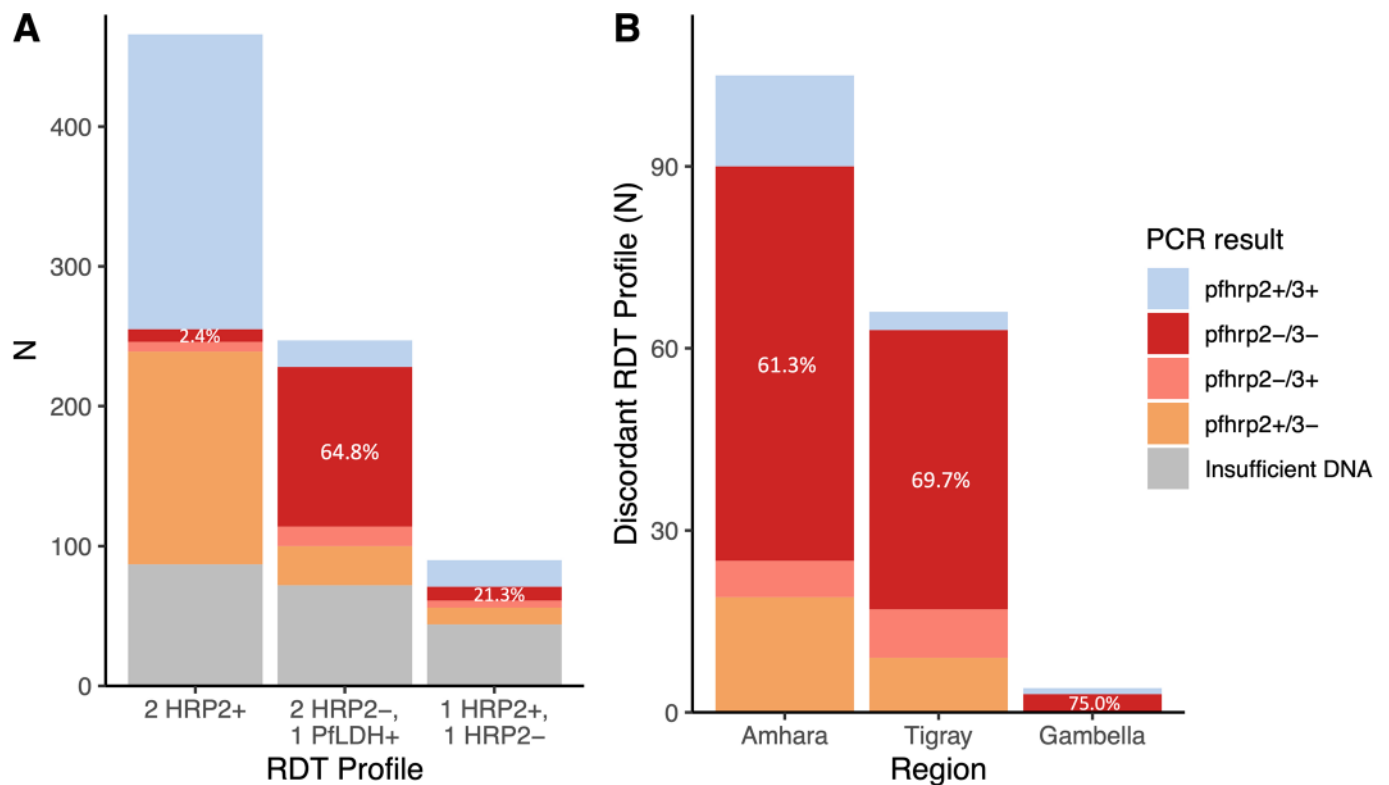 A
N
400
300
200
100
0
2.4%
64.8%
21.3%
2 HRP2+
2 HRP2−,
1 PfLDH+
1 HRP2+,
1 HRP2−
RDT Profile
B
Discordant RDT Profile (N)
90
60
30
0
61.3%
69.7%
75.0%
Amhara
Tigray
Gambella
Region
PCR result
pfhrp2+/3+
pfhrp2−/3−
pfhrp2−/3+
pfhrp2+/3−
Insufficient DNA